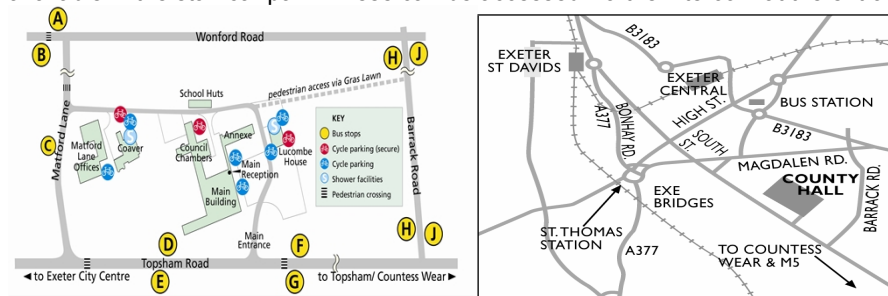 A
B
Wonford Road
H
J
School Huts
pedestrian access via Gras Lawn
Matford Lane
C
Matford
Lane
Offices
Coaver
S
Council
Chambers
Annexe
S
Lucombe
House
Main
Reception
Main
Building
Main
Entrance
Barrack Road
KEY
Bus stops
Cycle parking (secure)
Cycle parking
S
Shower facilities
Pedestrian crossing
H
J
D
E
F
G
Topsham Road
to Exeter City Centre
to Topsham/ Countess Wear
EXETER
ST DAVIDS
B3183
EXETER
CENTRAL
HIGH ST.
BUS STATION
B3183
A377
BONHAY RD.
SOUTH
ST.
MAGDALEN RD.
COUNTY
HALL
BARRACK RD.
EXE
BRIDGES
ST. THOMAS
STATION
A377
TO COUNTESS
WEAR & M5